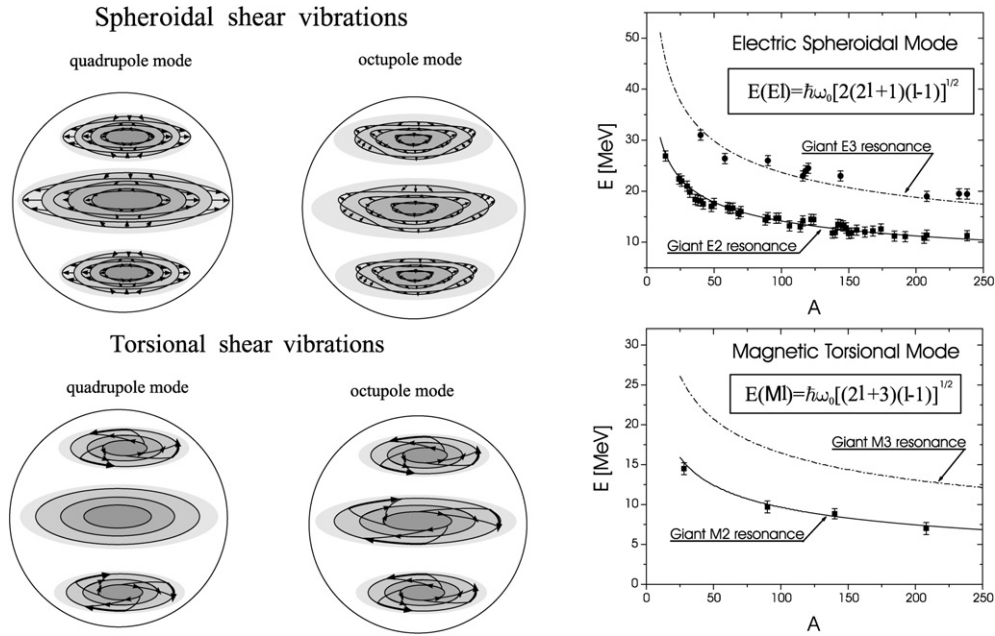 Spheroidal shear vibrations
quadrupole mode
octupole mode
Torsional shear vibrations
quadrupole mode
octupole mode
Electric Spheroidal Mode
E(El)=ħω₀[2(2l+1)(l-1)]^1/2
Giant E3 resonance
Giant E2 resonance
E [MeV]
50
40
30
20
10
0
50
100
150
200
250
A
Magnetic Torsional Mode
E(Ml)=ħω₀[(2l+3)(l-1)]^1/2
Giant M3 resonance
Giant M2 resonance
E [MeV]
30
25
20
15
10
5
0
0
50
100
150
200
250
A